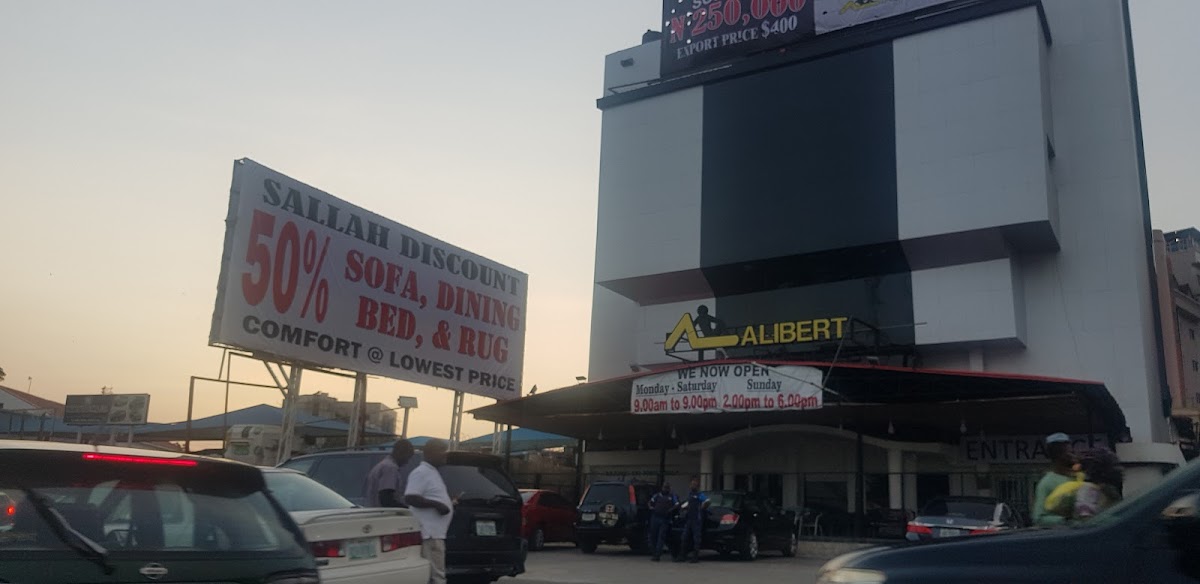 ₦250,000
EXPORT PRICE $400
SALLAH DISCOUNT
50% SOFA, DINING
BED, & RUG
COMFORT @ LOWEST PRICE
ALIBERT
WE NOW OPEN
Monday - Saturday Sunday
9.00am to 9.00pm 2.00pm to 6.00pm
ENTRANCE